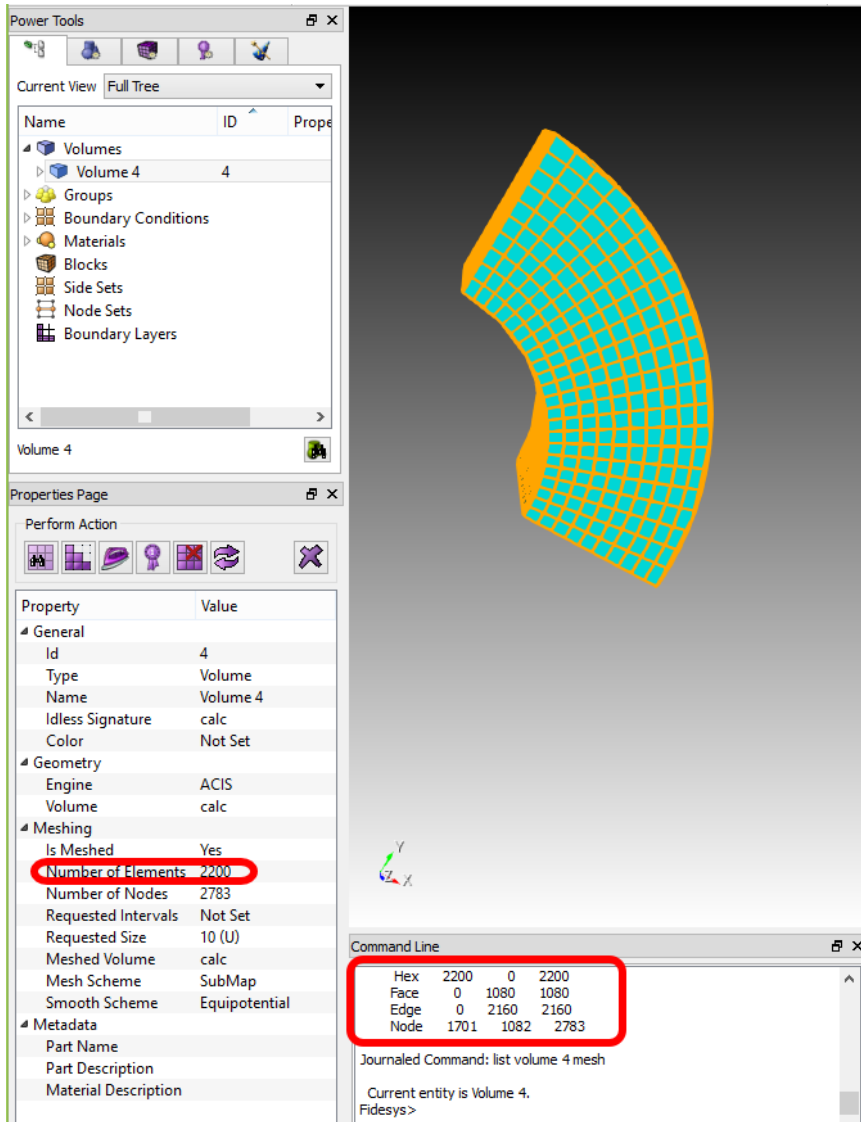 Power Tools
Current View Full Tree
Name ID Prope
Volumes
Volume 4 4
Groups
Boundary Conditions
Materials
Blocks
Side Sets
Node Sets
Boundary Layers
Volume 4
Properties Page
Perform Action
Property Value
General
Id 4
Type Volume
Name Volume 4
Idless Signature calc
Color Not Set
Geometry
Engine ACIS
Volume calc
Meshing
Is Meshed Yes
Number of Elements 2200
Number of Nodes 2783
Requested Intervals Not Set
Requested Size 10 (U)
Meshed Volume calc
Mesh Scheme SubMap
Smooth Scheme Equipotential
Metadata
Part Name
Part Description
Material Description
Y
Z X
Command Line
Hex 2200 0 2200
Face 0 1080 1080
Edge 0 2160 2160
Node 1701 1082 2783
Journaled Command: list volume 4 mesh
Current entity is Volume 4.
Fidesys>